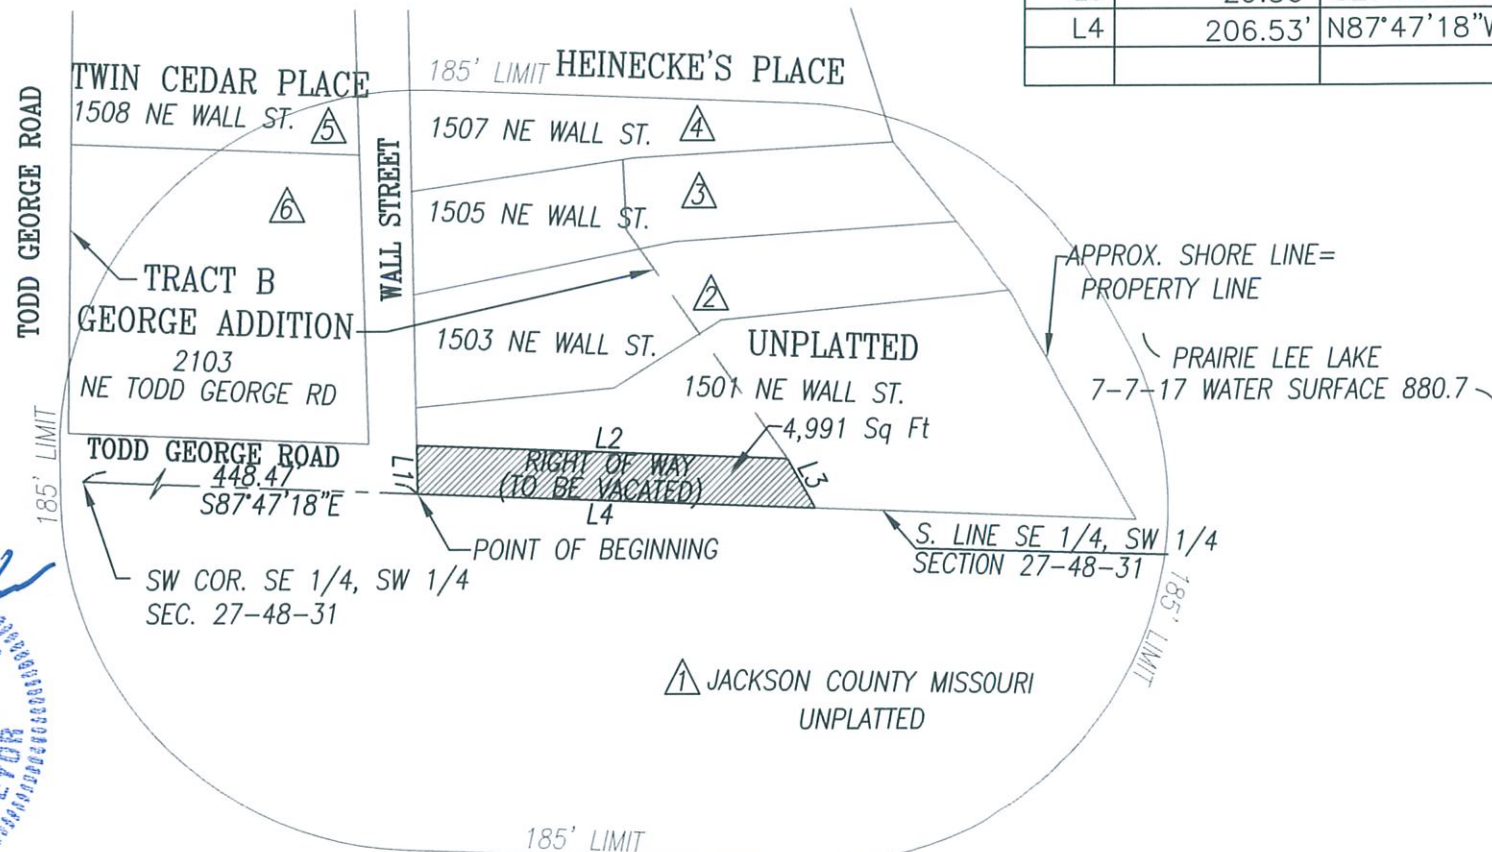 L4 206.53' N87°47'18"W
TODD GEORGE ROAD
TWIN CEDAR PLACE
1508 NE WALL ST. 5
6
TRACT B
GEORGE ADDITION
2103
NE TODD GEORGE RD
WALL STREET
185' LIMIT HEINECKE'S PLACE
1507 NE WALL ST. 4
1505 NE WALL ST. 3
2
1503 NE WALL ST.
UNPLATTED
1501 NE WALL ST.
4,991 Sq Ft
APPROX. SHORE LINE=
PROPERTY LINE
PRAIRIE LEE LAKE
7-7-17 WATER SURFACE 880.7
185' LIMIT
TODD GEORGE ROAD
448.47'
S87°47'18"E
L1
L2
RIGHT OF WAY
(TO BE VACATED)
L3
L4
POINT OF BEGINNING
S. LINE SE 1/4, SW 1/4
SECTION 27-48-31
SW COR. SE 1/4, SW 1/4
SEC. 27-48-31
185' LIMIT
1 JACKSON COUNTY MISSOURI
UNPLATTED
185' LIMIT